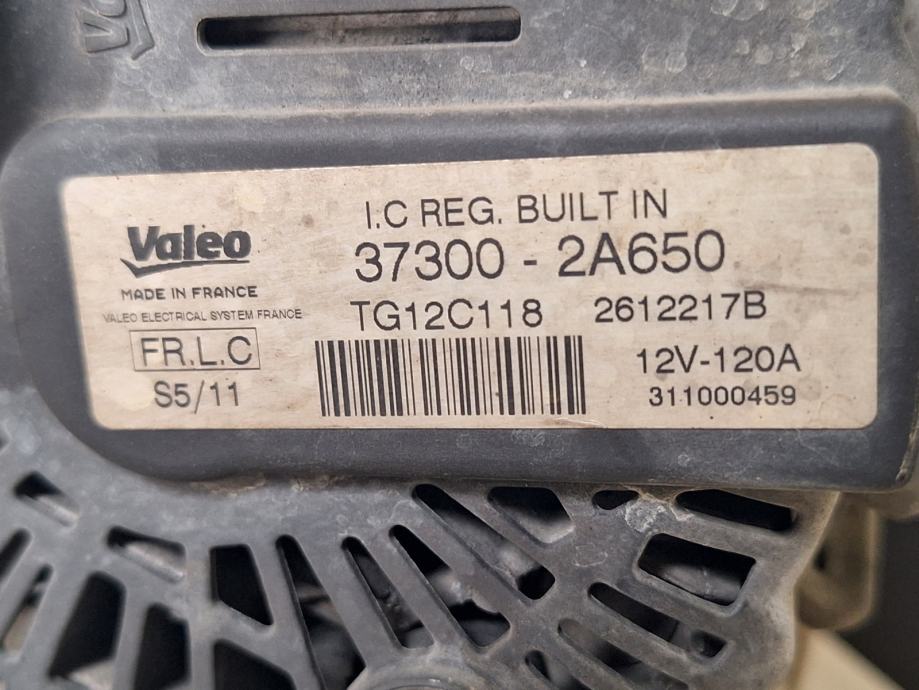 I.C REG. BUILT IN
Valeo
37300 - 2A650
MADE IN FRANCE
VALEO ELECTRICAL SYSTEM FRANCE
TG12C118 2612217B
FR.L.C
12V-120A
S5/11
311000459